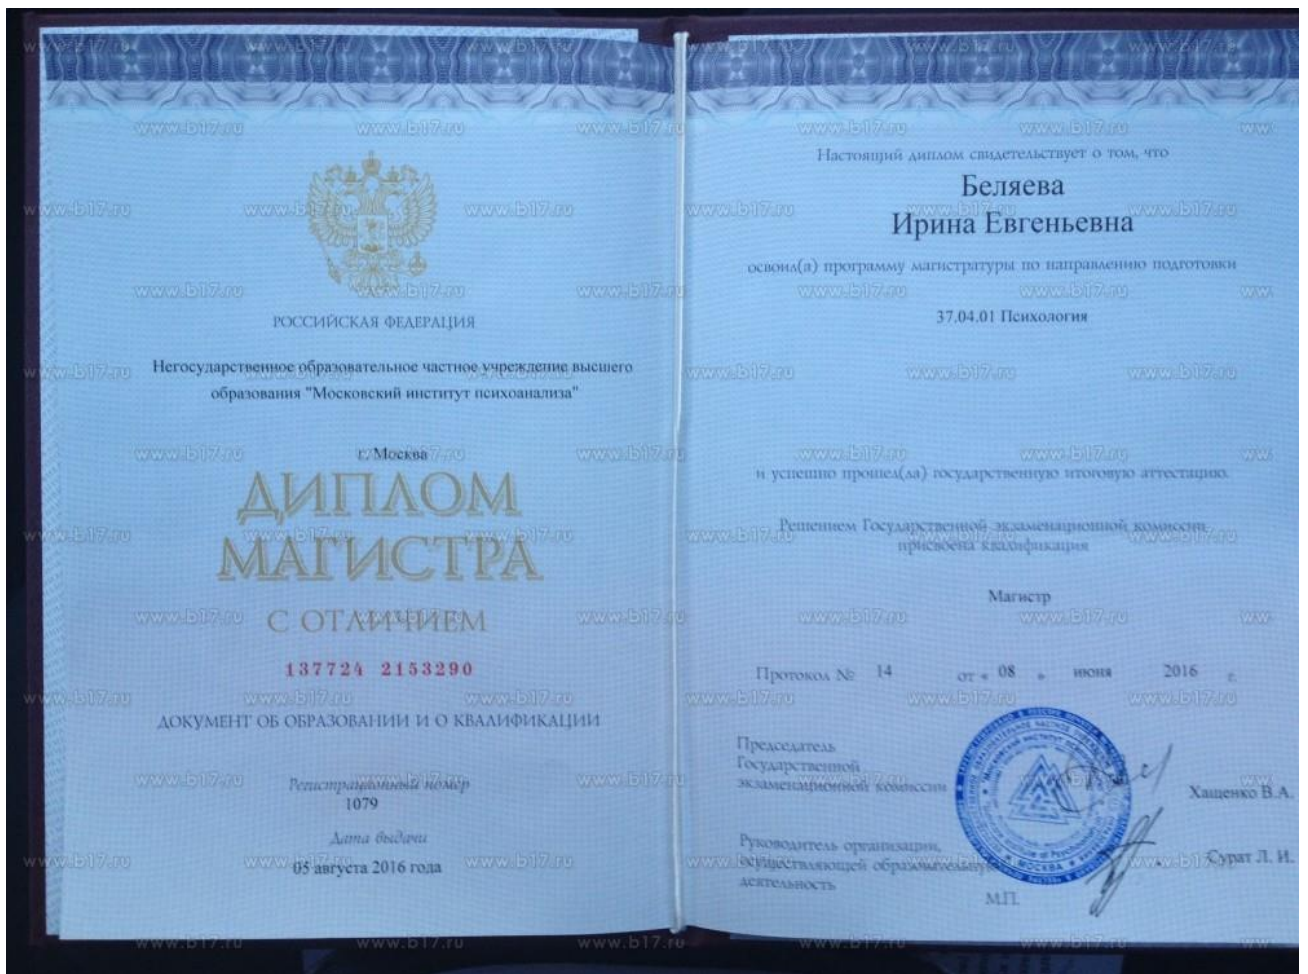 РОССИЙСКАЯ ФЕДЕРАЦИЯ
Негосударственное образовательное частное учреждение высшего
образования "Московский институт психоанализа"
г. Москва
ДИПЛОМ
МАГИСТРА
С ОТЛИЧИЕМ
137724 2153290
ДОКУМЕНТ ОБ ОБРАЗОВАНИИ И О КВАЛИФИКАЦИИ
Регистрационный номер
1079
Дата выдачи
05 августа 2016 года
Настоящий диплом свидетельствует о том, что
Беляева
Ирина Евгеньевна
освоил(а) программу магистратуры по направлению подготовки
37.04.01 Психология
и успешно прошел(ла) государственную итоговую аттестацию.
Решением Государственной экзаменационной комиссии
присвоена квалификация
Магистр
Протокол № 14 от « 08 » июня 2016 г.
Председатель
Государственной
экзаменационной комиссии
Хащенко В.А.
Руководитель организации,
осуществляющей образовательную
деятельность
Сурат Л. И.
М.П.
МОСКВА
www.b17.ru